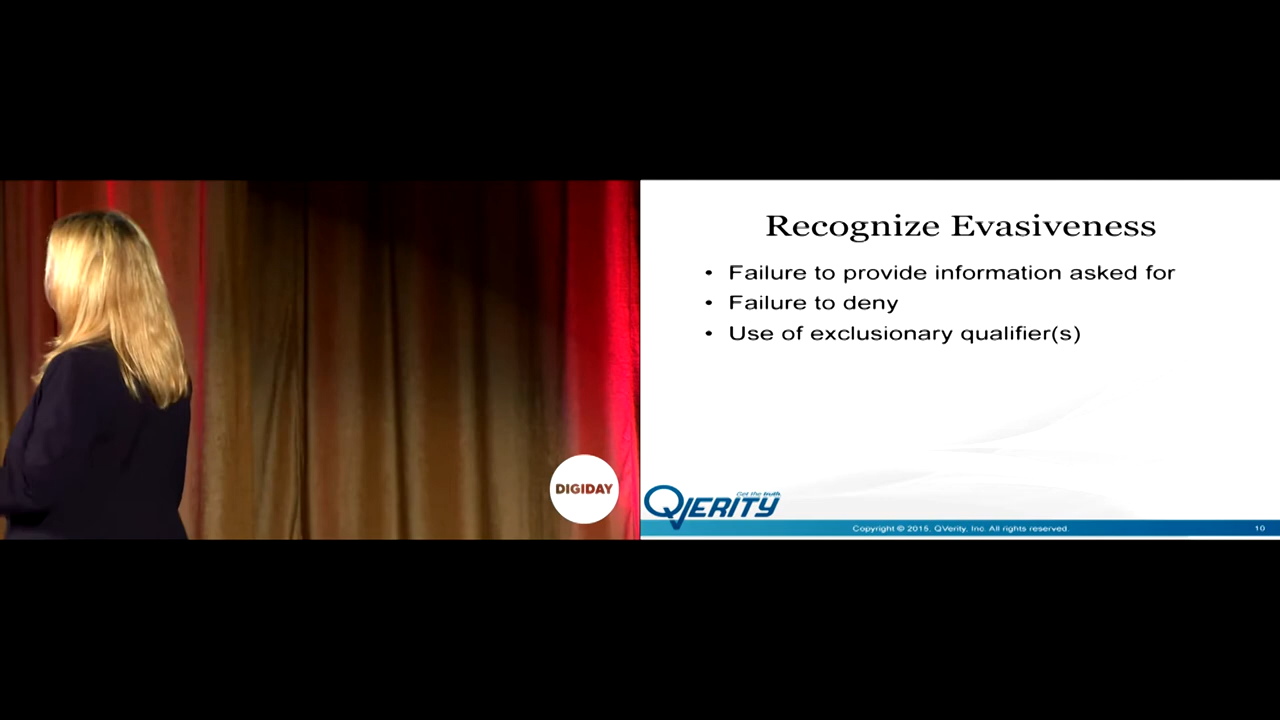 DIGIDAY
Recognize Evasiveness
• Failure to provide information asked for
• Failure to deny
• Use of exclusionary qualifier(s)
Get the truth.
QVERITY
Copyright © 2015, QVerity, Inc. All rights reserved.
10